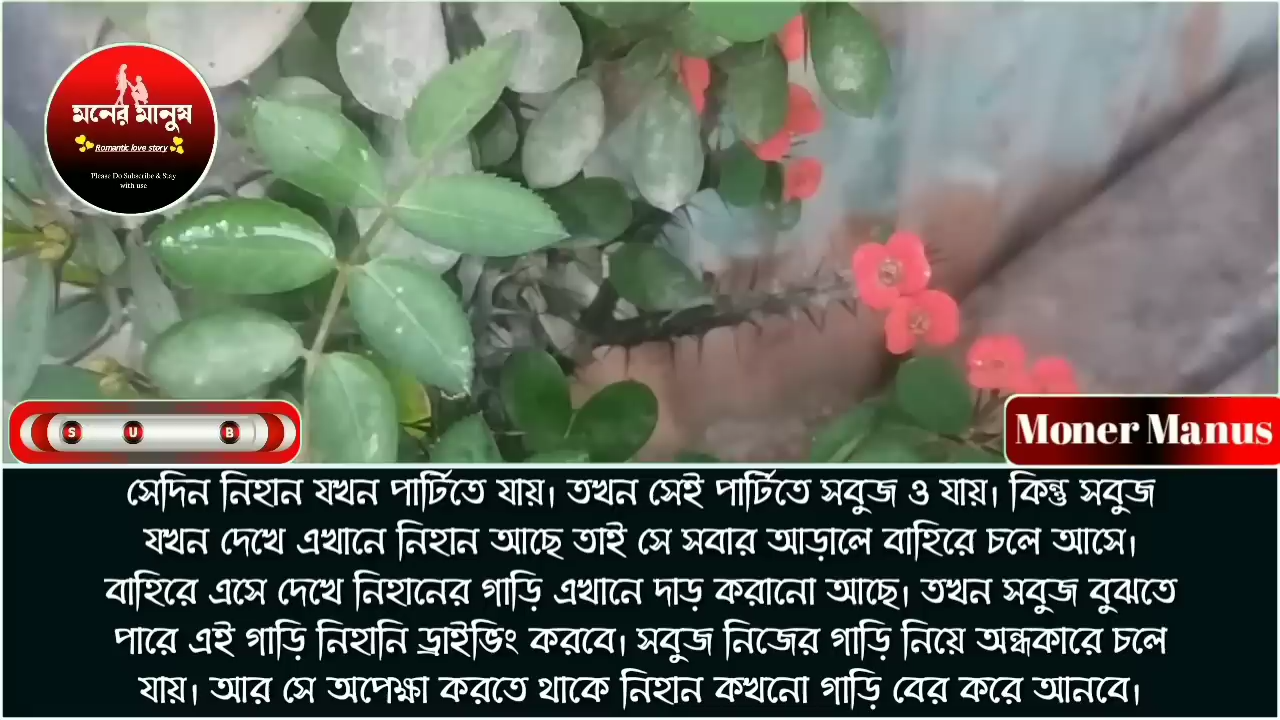 মনের মানুষ
Romantic love story
Please Do Subscribe & Stay
with use
S U B
Moner Manus
সেদিন নিহান যখন পার্টিতে যায়। তখন সেই পার্টিতে সবুজ ও যায়। কিন্তু সবুজ
যখন দেখে এখানে নিহান আছে তাই সে সবার আড়ালে বাহিরে চলে আসে।
বাহিরে এসে দেখে নিহানের গাড়ি এখানে দাড় করানো আছে। তখন সবুজ বুঝতে
পারে এই গাড়ি নিহানি ড্রাইভিং করবে। সবুজ নিজের গাড়ি নিয়ে অন্ধকারে চলে
যায়। আর সে অপেক্ষা করতে থাকে নিহান কখনো গাড়ি বের করে আনবে।